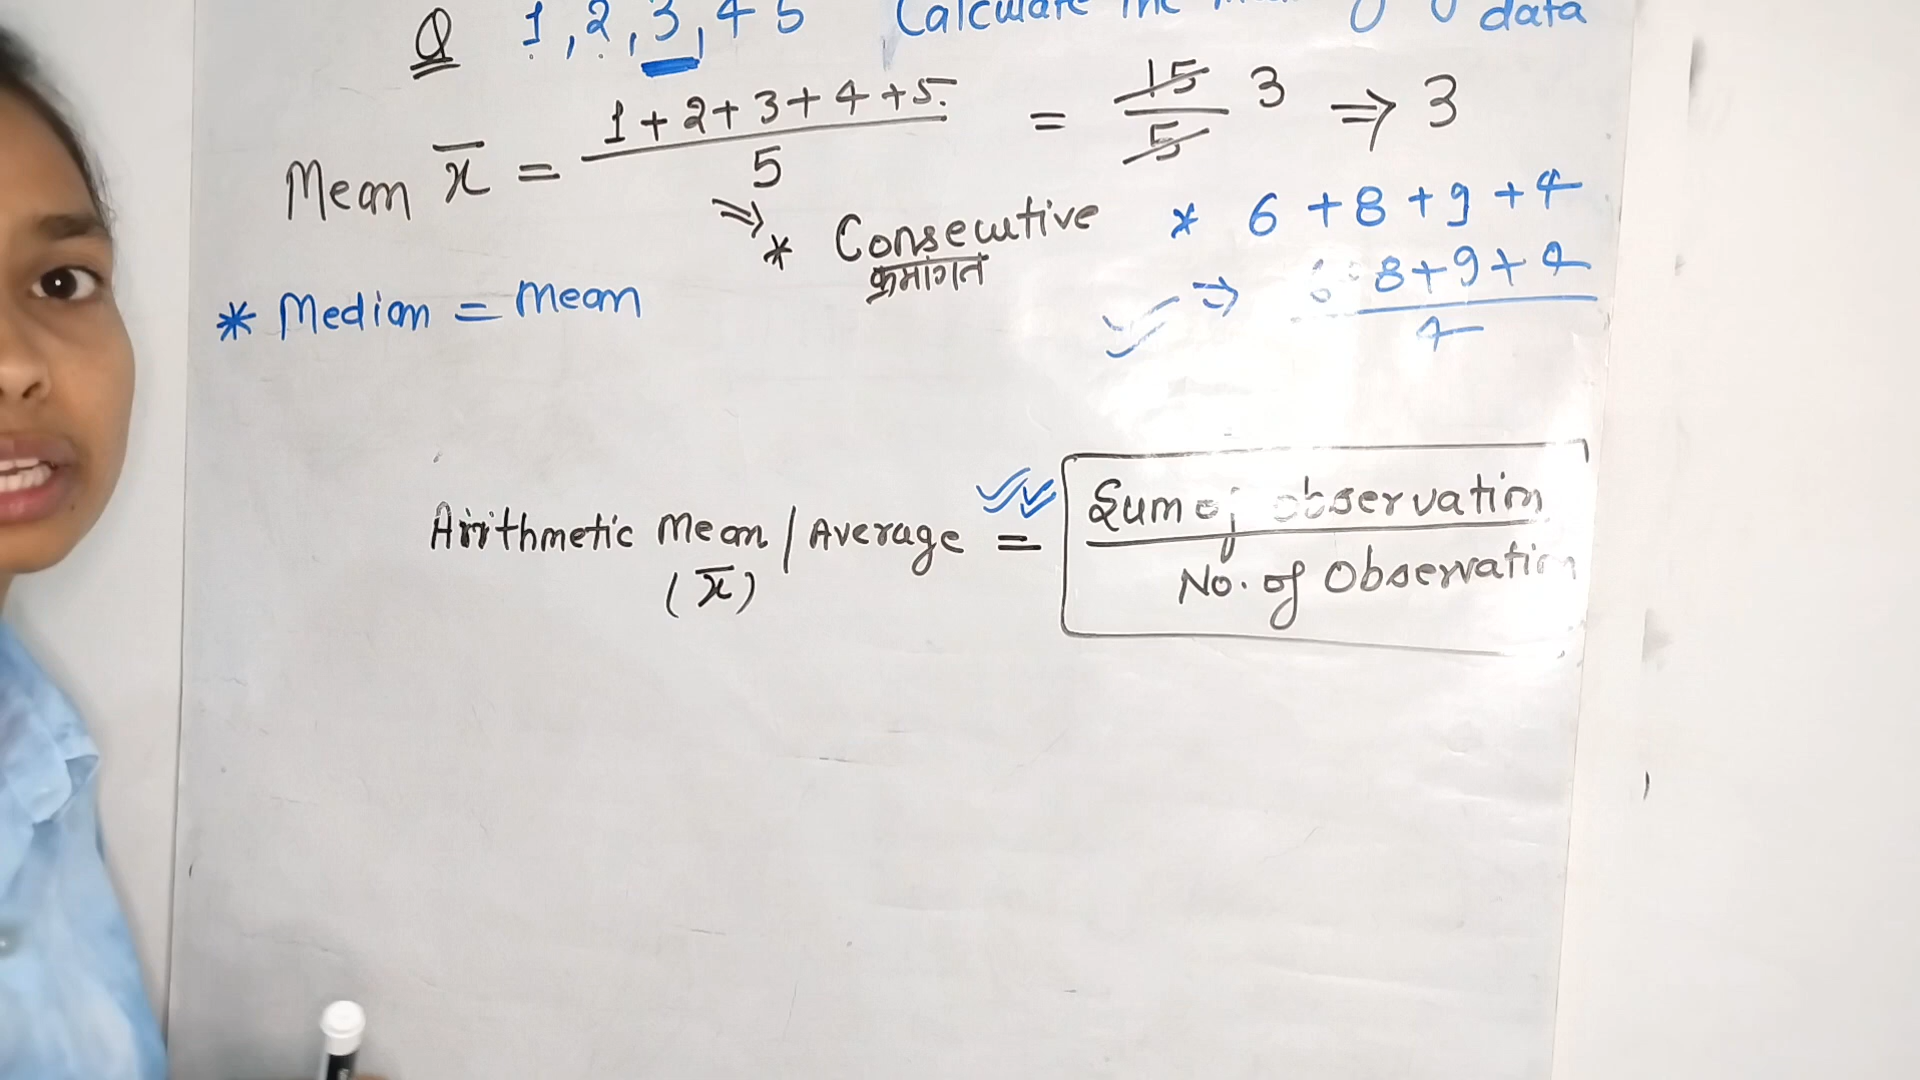 Q 1, 2, 3, 4 5 Calculate the data
Mean x̄ = 1+2+3+4+5 / 5 = 15 / 5 3 ⇒ 3
⇒ * Consecutive * 6 +8 +9 +4
क्रमागत
* Median = Mean ⇒ 6 8+9+4 / 4
Arithmetic Mean / Average = Sum of observation / No. of Observation
(x̄)